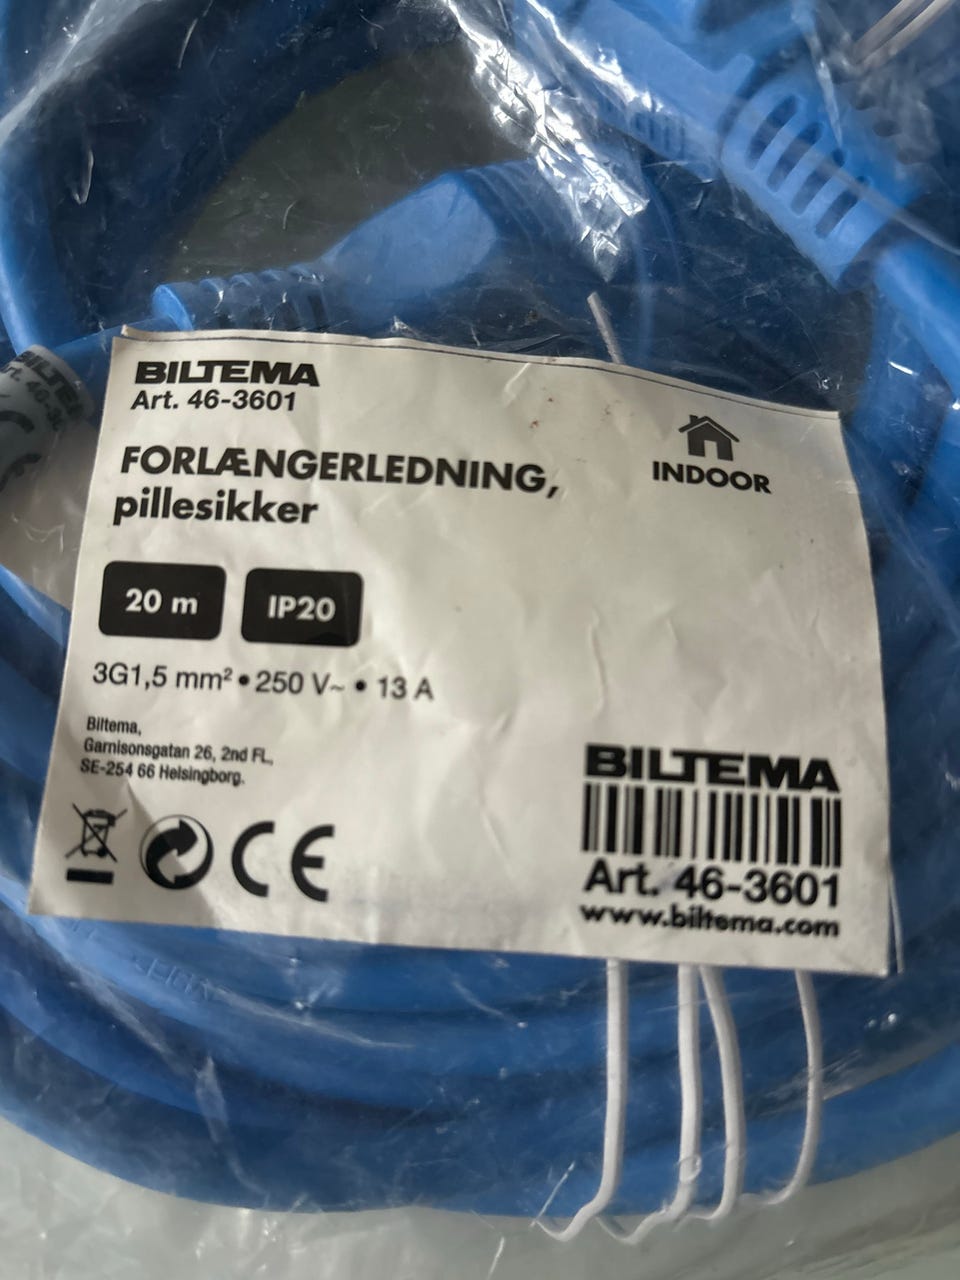 BILTEMA
Art. 46-3601
INDOOR
FORLÆNGERLEDNING,
pillesikker
20 m
IP20
3G1,5 mm² • 250 V~ • 13 A
Biltema,
Garnisonsgatan 26, 2nd FL,
SE-254 66 Helsingborg.
CE
BILTEMA
Art. 46-3601
www.biltema.com